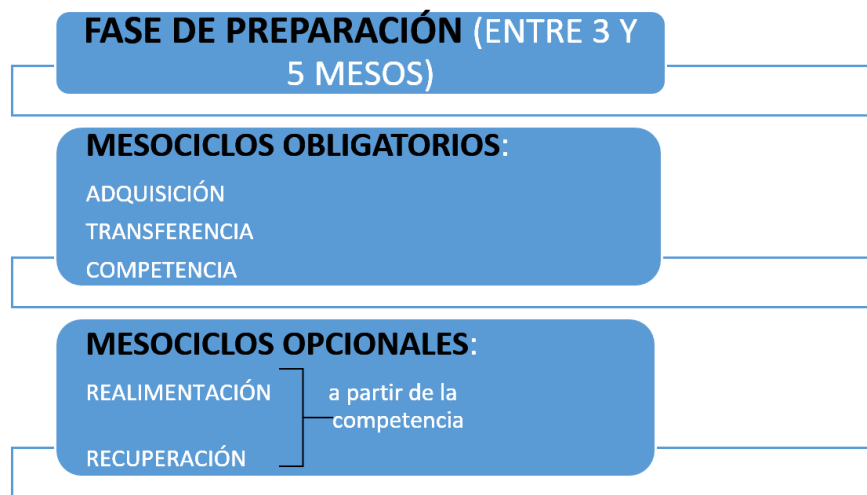 FASE DE PREPARACIÓN (ENTRE 3 Y
5 MESOS)
MESOCICLOS OBLIGATORIOS:
ADQUISICIÓN
TRANSFERENCIA
COMPETENCIA
MESOCICLOS OPCIONALES:
REALIMENTACIÓN
a partir de la
competencia
RECUPERACIÓN